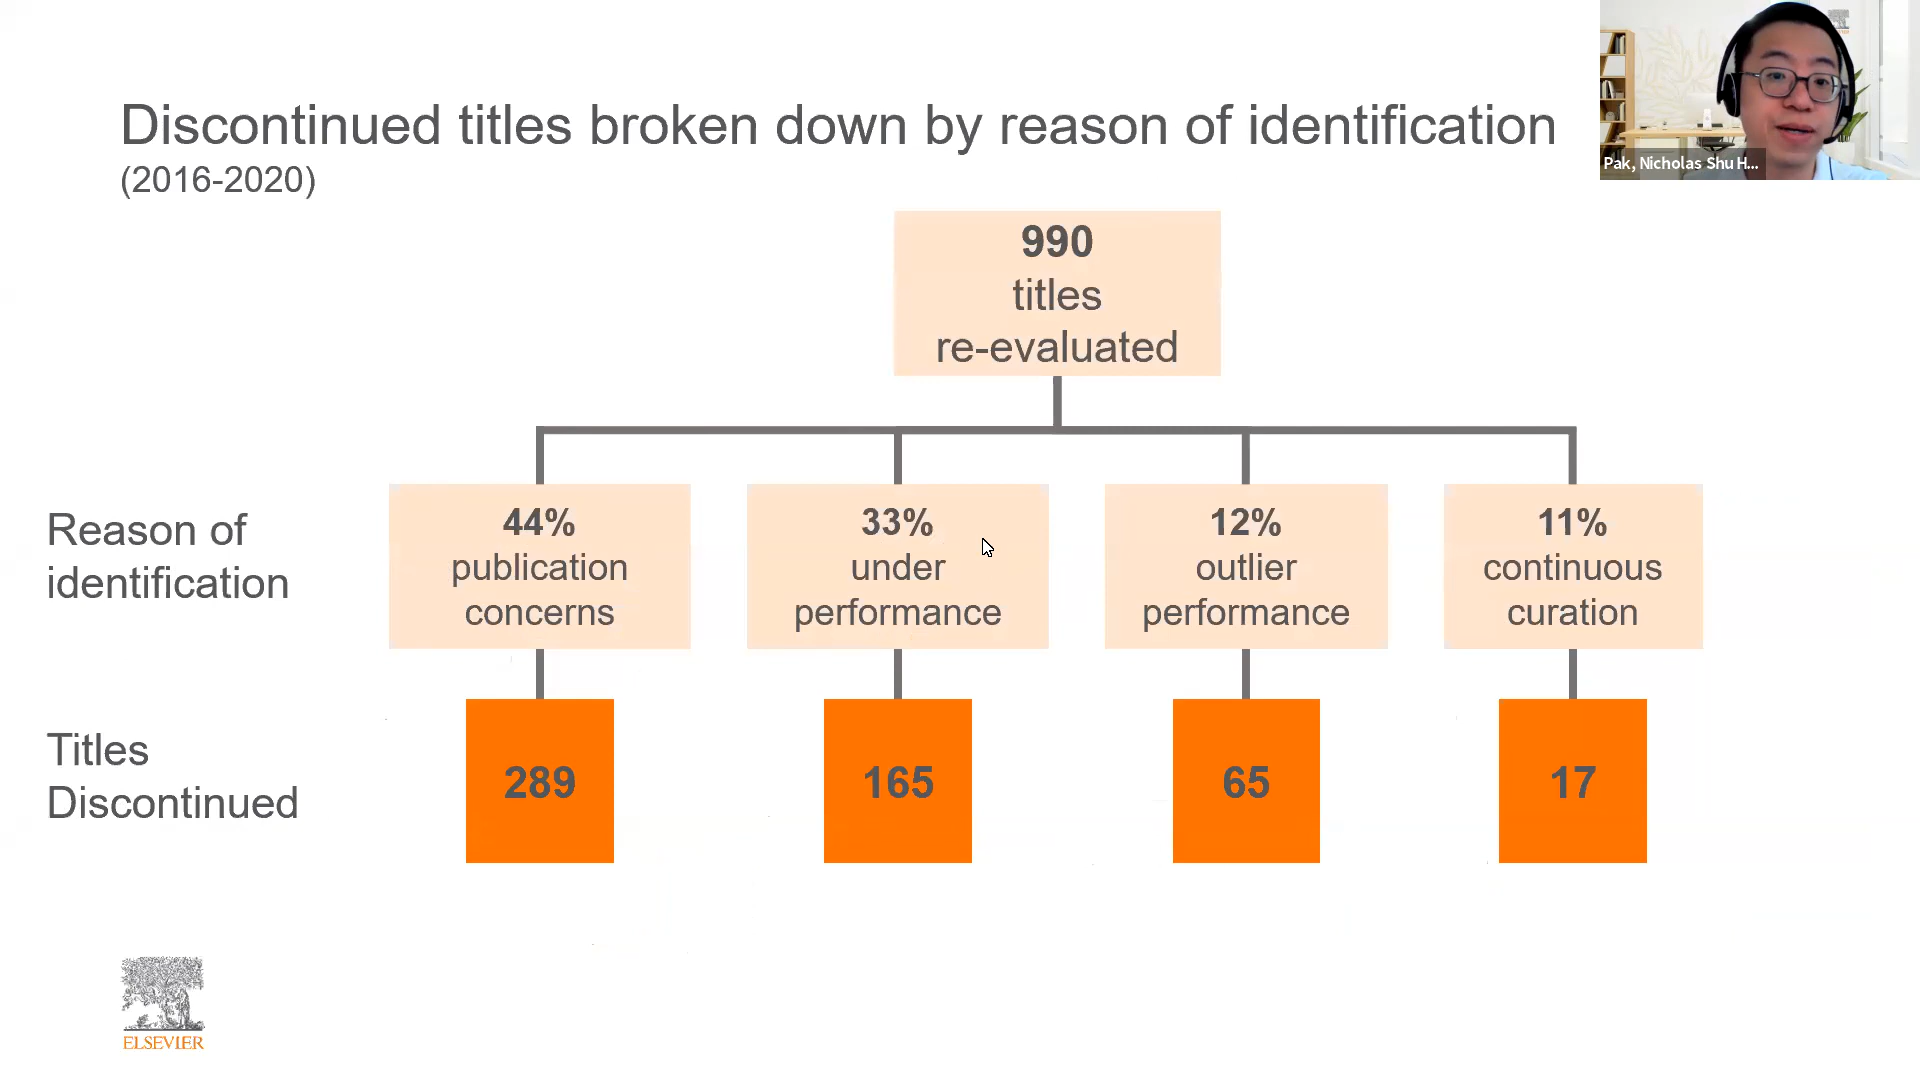 Discontinued titles broken down by reason of identification
(2016-2020)
Pak, Nicholas Shu H...
990
titles
re-evaluated
Reason of
identification
44%
publication
concerns
33%
under
performance
12%
outlier
performance
11%
continuous
curation
Titles
Discontinued
289
165
65
17
ELSEVIER